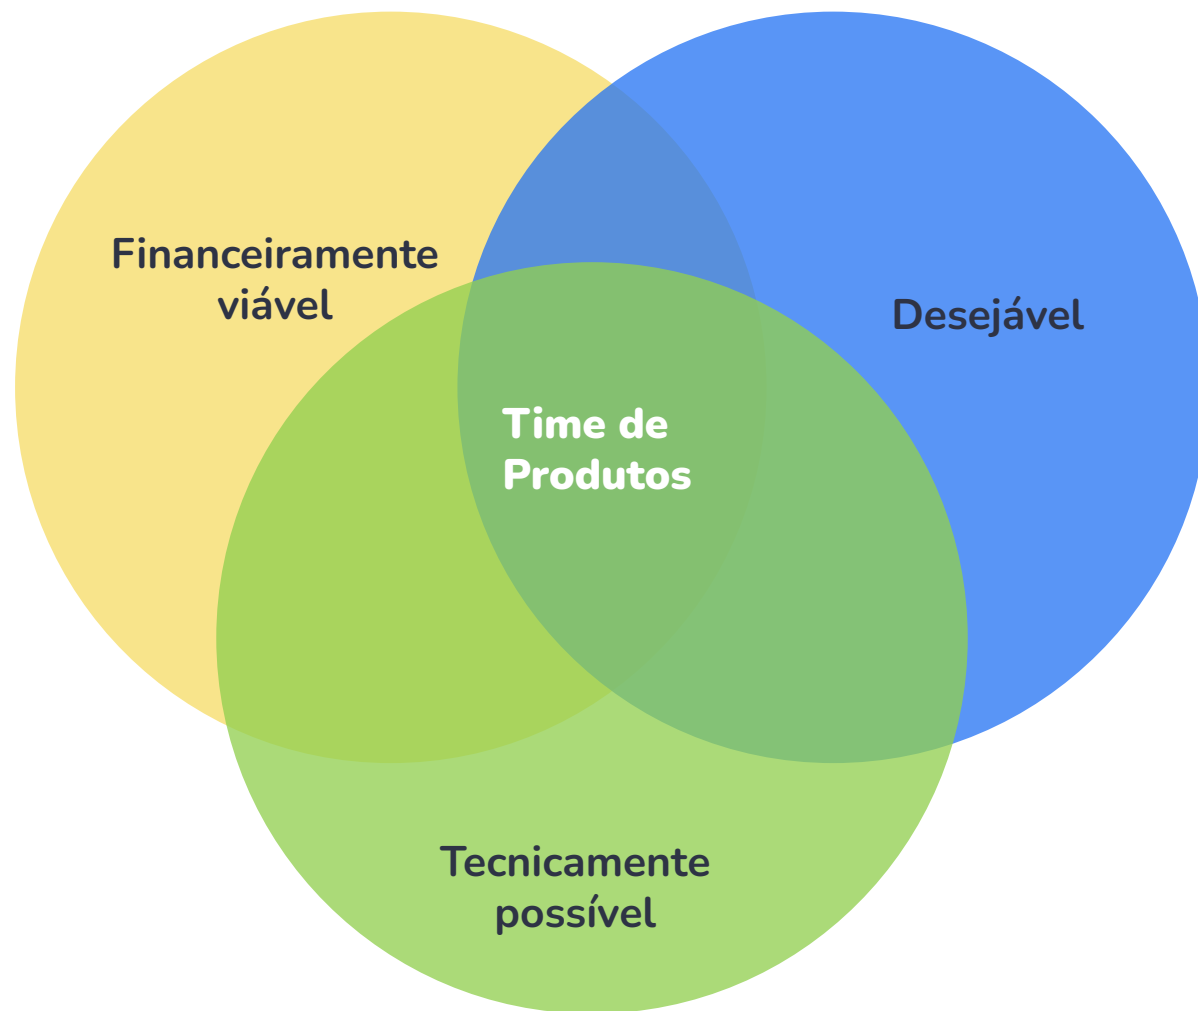 Financeiramente
viável
Desejável
Time de
Produtos
Tecnicamente
possível